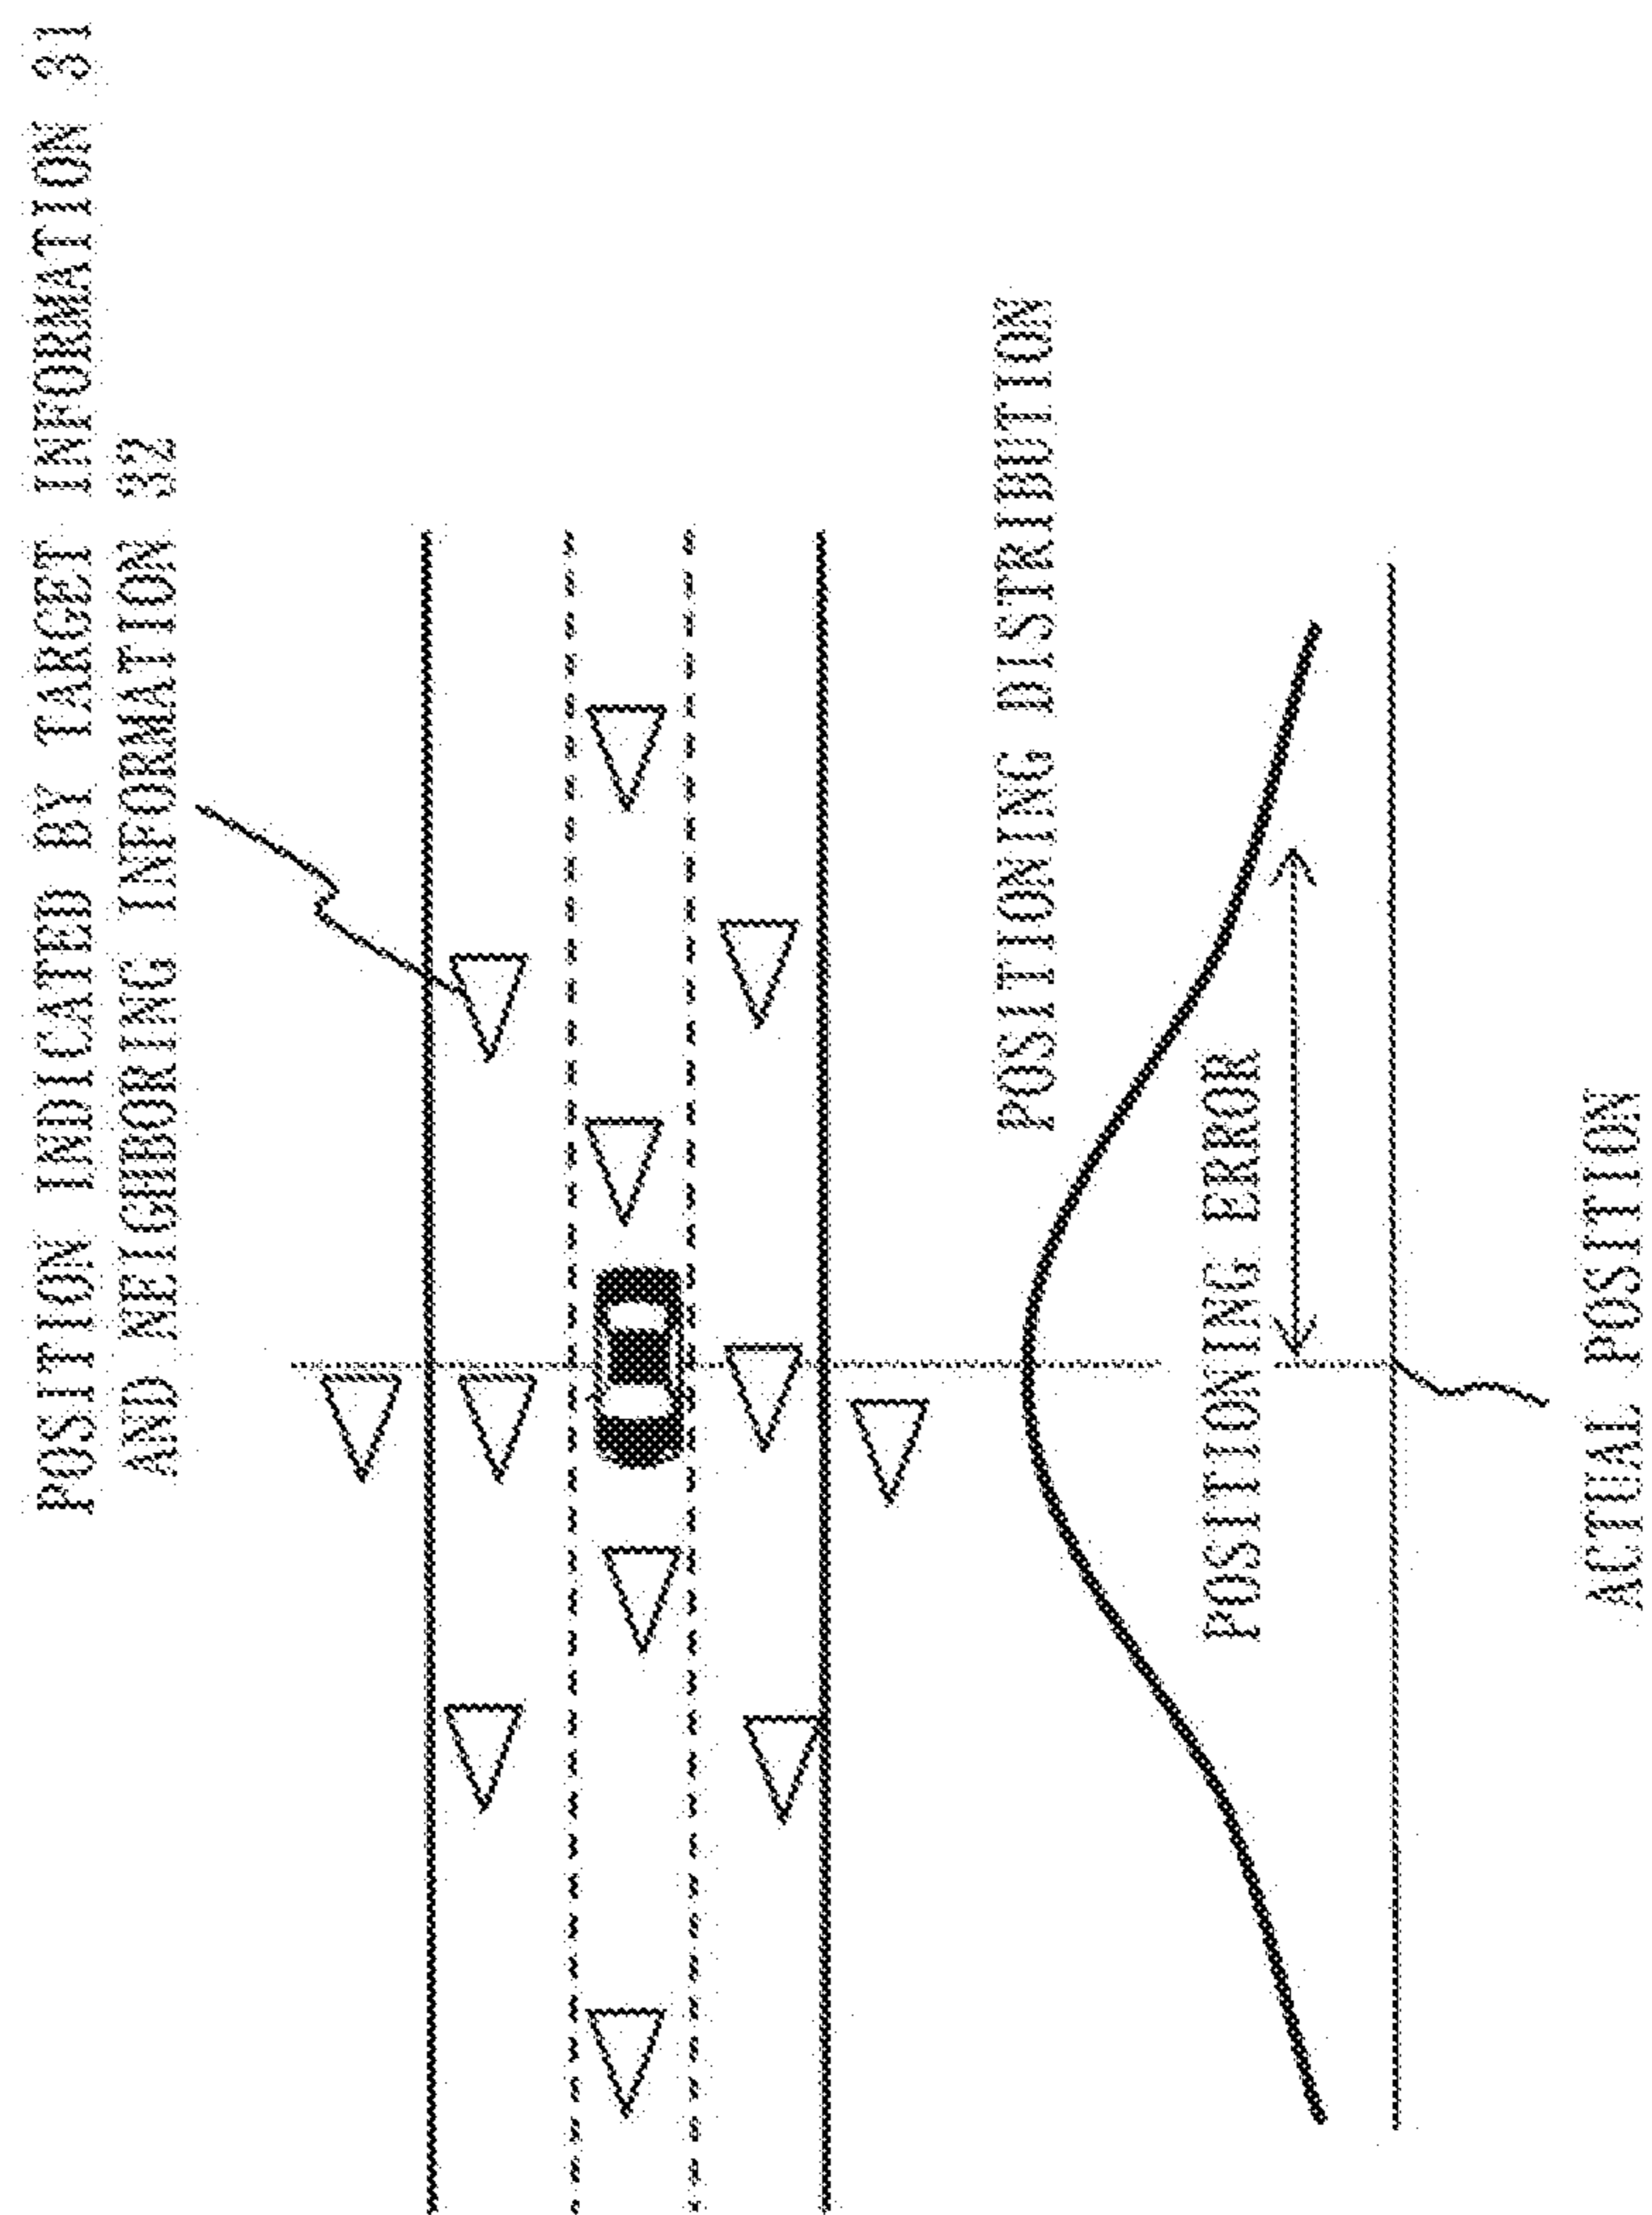 POSITION INDICATED BY TARGET INFORMATION 31
AND NEIGHBORING INFORMATION 32
POSITIONING DISTRIBUTION
POSITIONING ERROR
ACTUAL POSITION